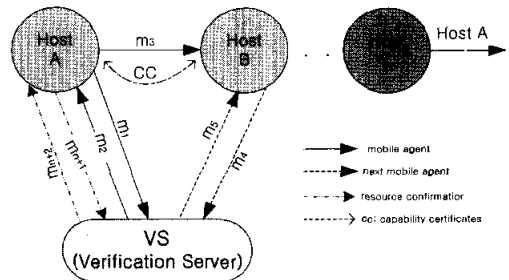 Host A
m3
Host B
. .
Host A
CC
m1
m2
mn+1
mn+2
m5
m4
VS
(Verification Server)
mobile agent
next mobile agent
resource confirmation
cc: capability certificates